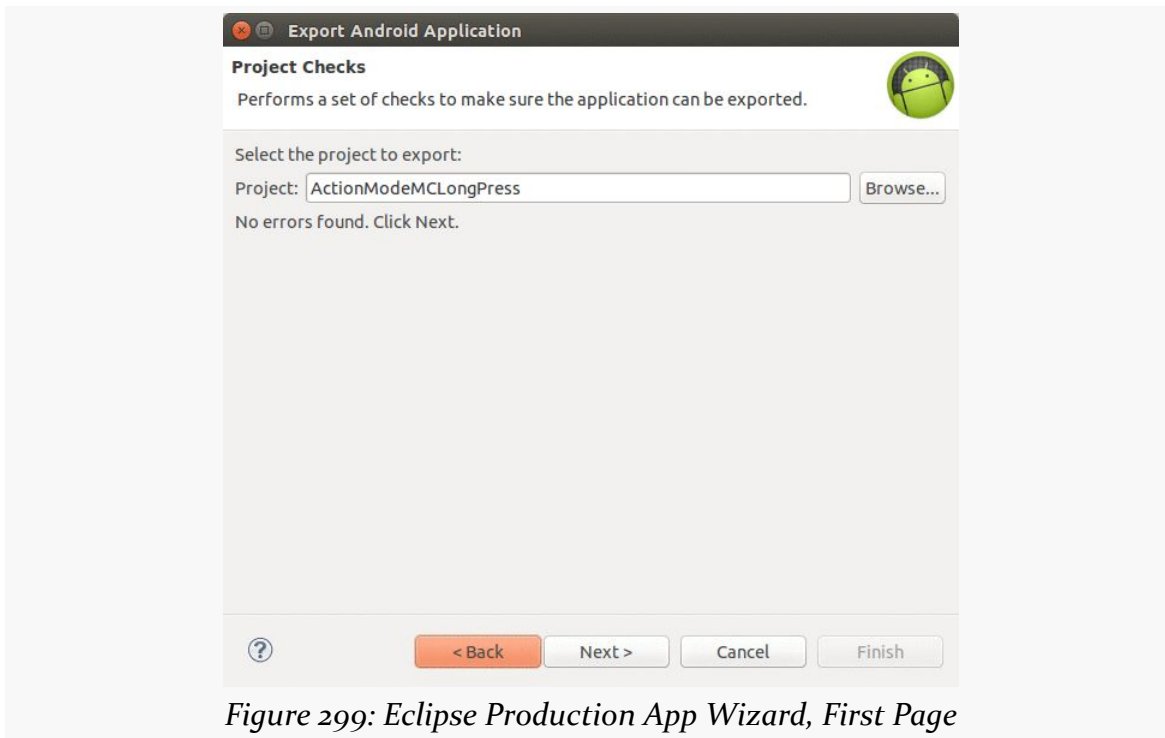 Export Android Application
Project Checks
Performs a set of checks to make sure the application can be exported.
Select the project to export:
Project: ActionModeMCLongPress Browse...
No errors found. Click Next.
? < Back Next > Cancel Finish
Figure 299: Eclipse Production App Wizard, First Page